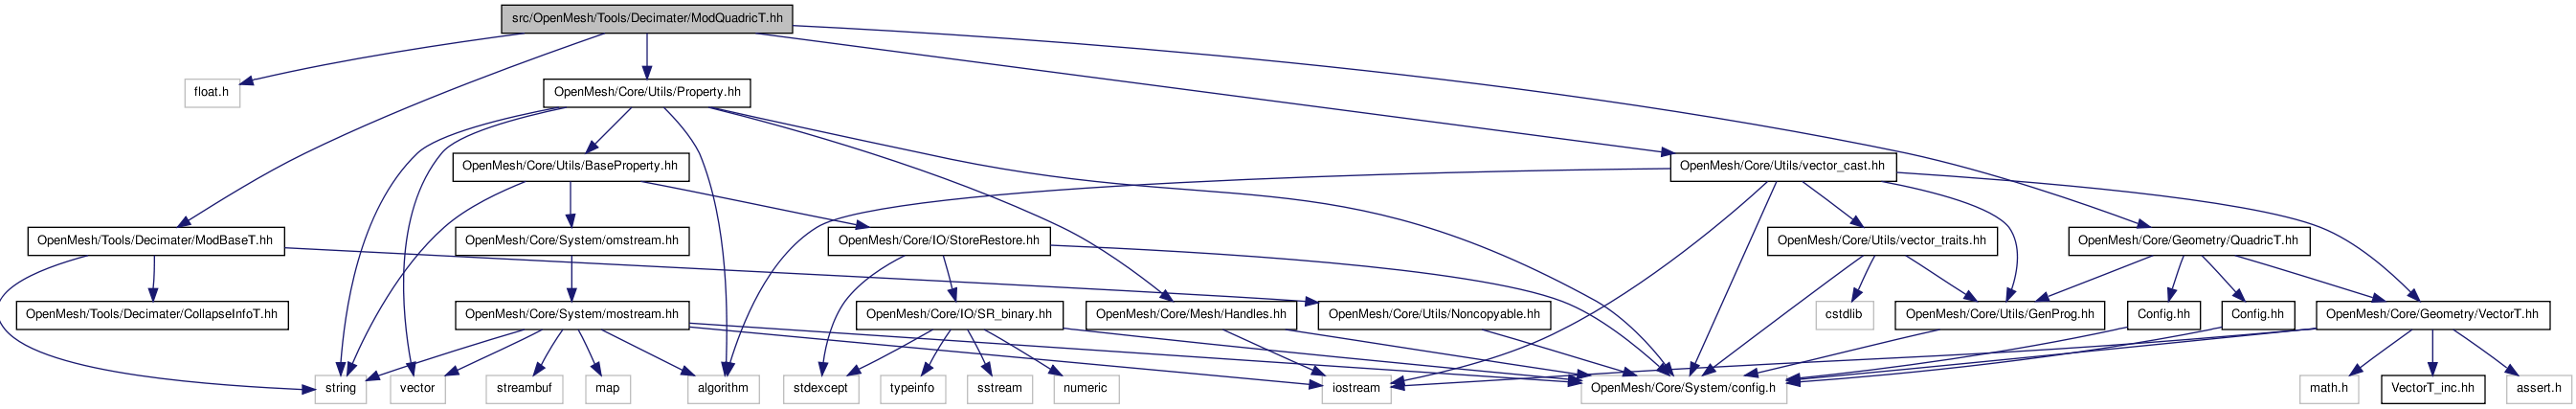 src/OpenMesh/Tools/Decimater/ModQuadricT.hh
float.h
OpenMesh/Core/Utils/Property.hh
OpenMesh/Core/Utils/BaseProperty.hh
OpenMesh/Core/Utils/vector_cast.hh
OpenMesh/Tools/Decimater/ModBaseT.hh
OpenMesh/Core/System/omstream.hh
OpenMesh/Core/IO/StoreRestore.hh
OpenMesh/Core/Utils/vector_traits.hh
OpenMesh/Core/Geometry/QuadricT.hh
OpenMesh/Tools/Decimater/CollapseInfoT.hh
OpenMesh/Core/System/mostream.hh
OpenMesh/Core/IO/SR_binary.hh
OpenMesh/Core/Mesh/Handles.hh
OpenMesh/Core/Utils/Noncopyable.hh
cstdlib
OpenMesh/Core/Utils/GenProg.hh
Config.hh
Config.hh
OpenMesh/Core/Geometry/VectorT.hh
string
vector
streambuf
map
algorithm
stdexcept
typeinfo
sstream
numeric
iostream
OpenMesh/Core/System/config.h
math.h
VectorT_inc.hh
assert.h